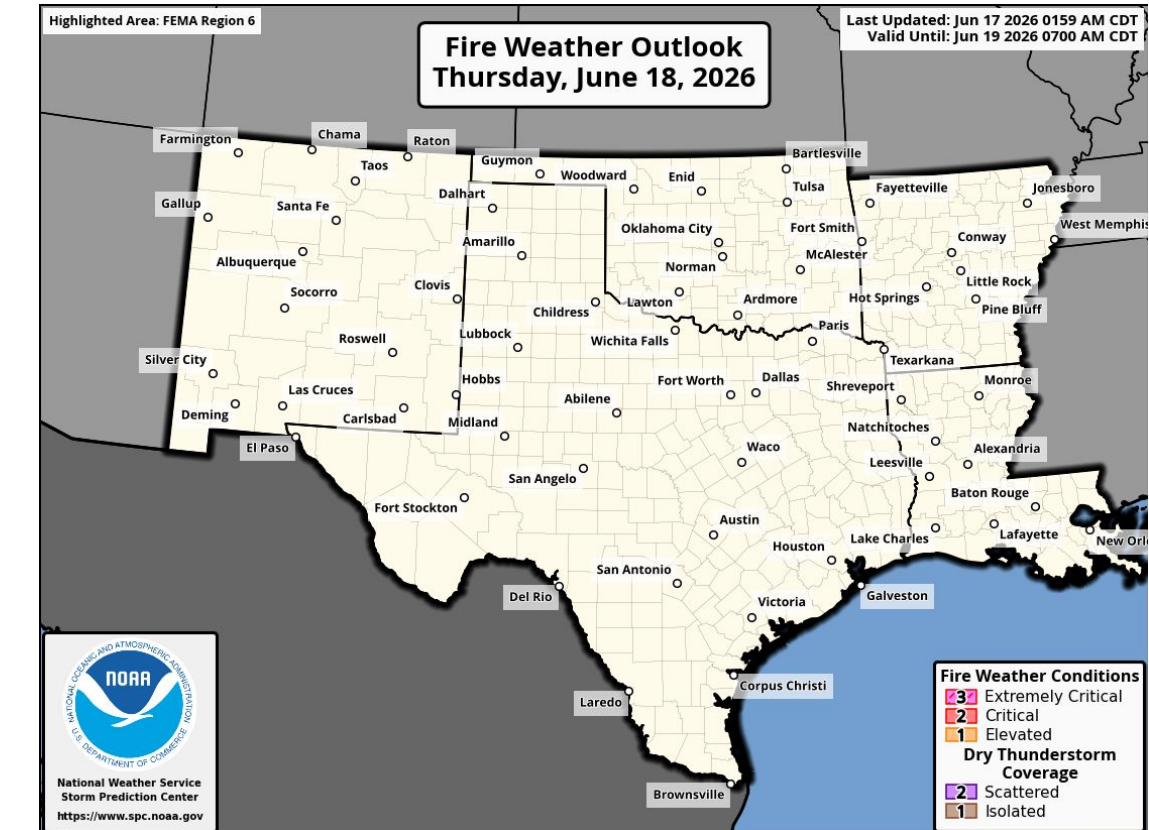 Highlighted Area: FEMA Region 6
Last Updated: Jun 17 2026 0159 AM CDT
Valid Until: Jun 19 2026 0700 AM CDT
Fire Weather Outlook
Thursday, June 18, 2026
Farmington
Chama
Raton
Taos
Guymon
Woodward
Enid
Bartlesville
Tulsa
Fayetteville
Jonesboro
Gallup
Santa Fe
Dalhart
Oklahoma City
Fort Smith
West Memphis
Albuquerque
Amarillo
Norman
McAlester
Conway
Socorro
Clovis
Childress
Lawton
Ardmore
Hot Springs
Little Rock
Pine Bluff
Roswell
Lubbock
Wichita Falls
Paris
Texarkana
Silver City
Las Cruces
Hobbs
Fort Worth
Dallas
Shreveport
Monroe
Deming
Carlsbad
Midland
Abilene
Natchitoches
El Paso
San Angelo
Waco
Leesville
Alexandria
Fort Stockton
Baton Rouge
Austin
Houston
Lake Charles
Lafayette
New Orl
Del Rio
San Antonio
Victoria
Galveston
Laredo
Corpus Christi
Brownsville
NATIONAL OCEANIC AND ATMOSPHERIC ADMINISTRATION
NOAA
U.S. DEPARTMENT OF COMMERCE
National Weather Service
Storm Prediction Center
https://www.spc.noaa.gov
Fire Weather Conditions
3 Extremely Critical
2 Critical
1 Elevated
Dry Thunderstorm
Coverage
2 Scattered
1 Isolated